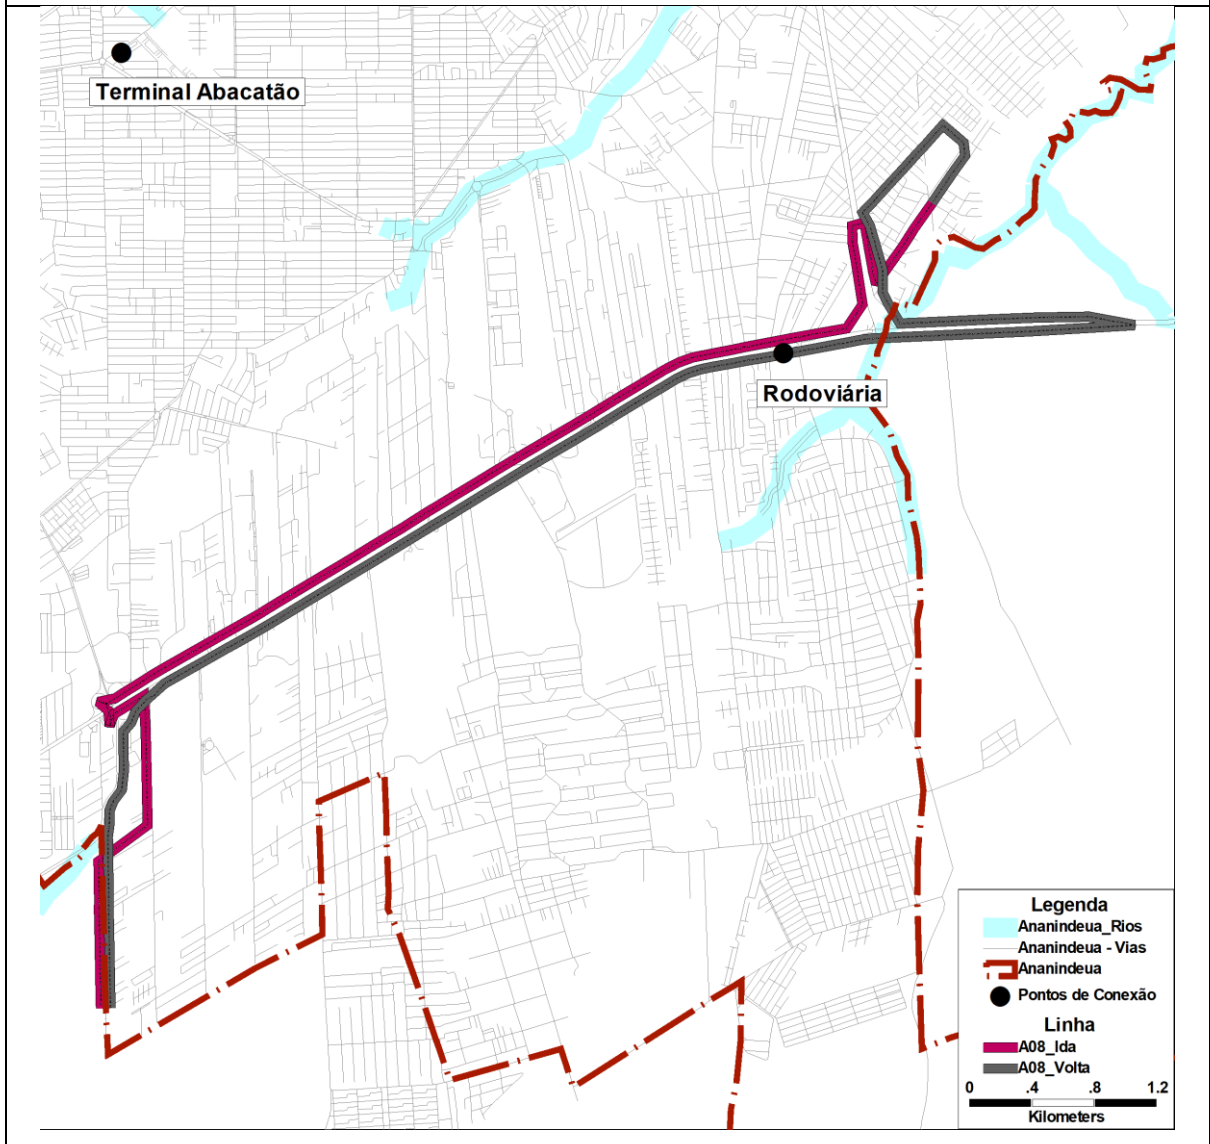 Terminal Abacatão
Rodoviária
Legenda
Ananindeua_Rios
Ananindeua - Vias
Ananindeua
Pontos de Conexão
Linha
A08_Ida
A08_Volta
0 .4 .8 1.2
Kilometers